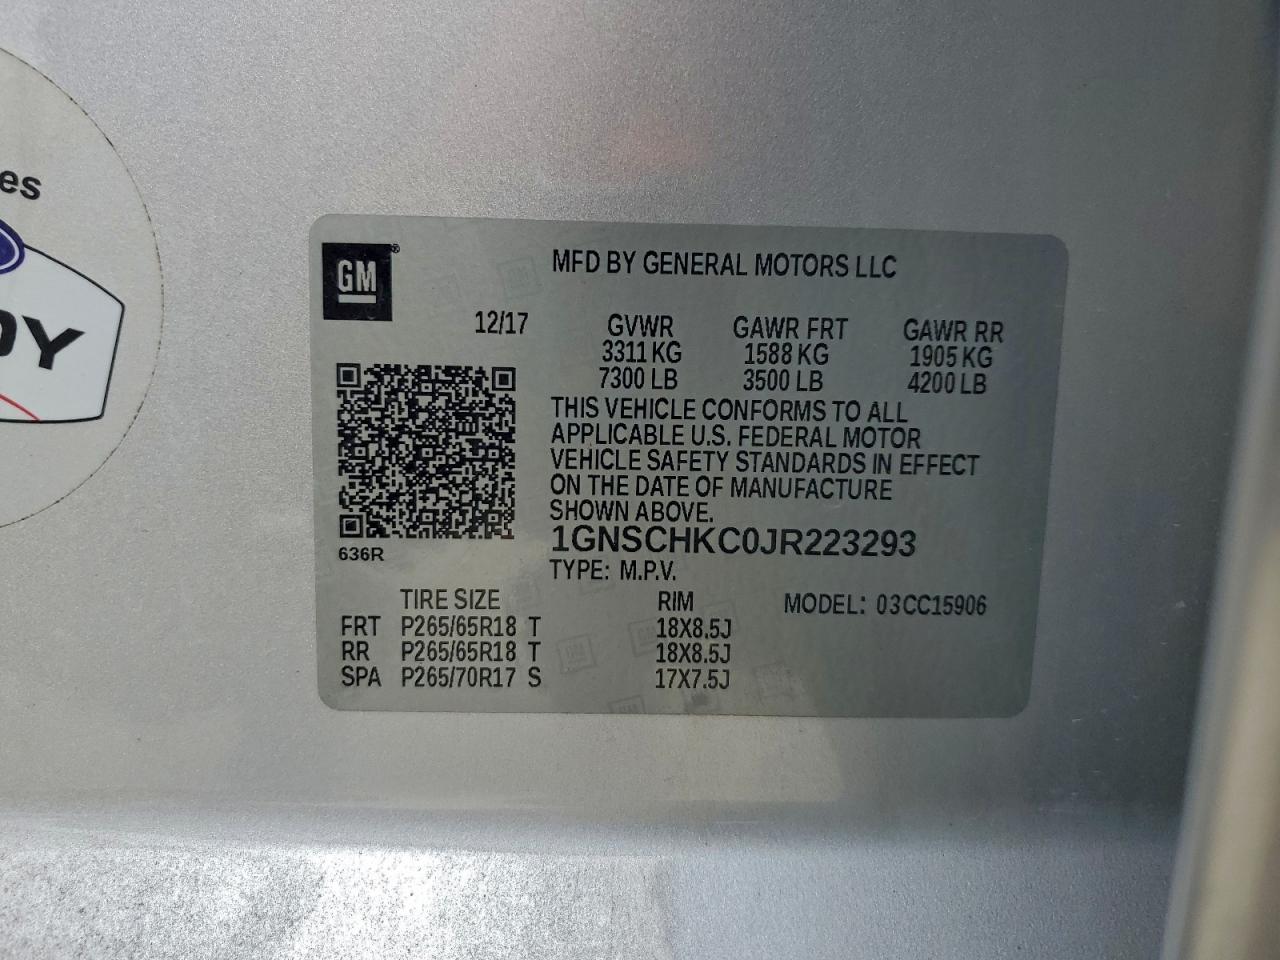 es
DY
GM®
MFD BY GENERAL MOTORS LLC
12/17 GVWR GAWR FRT GAWR RR
3311 KG 1588 KG 1905 KG
7300 LB 3500 LB 4200 LB
THIS VEHICLE CONFORMS TO ALL
APPLICABLE U.S. FEDERAL MOTOR
VEHICLE SAFETY STANDARDS IN EFFECT
ON THE DATE OF MANUFACTURE
SHOWN ABOVE.
1GNSCHKC0JR223293
636R
TYPE: M.P.V.
TIRE SIZE RIM MODEL: 03CC15906
FRT P265/65R18 T 18X8.5J
RR P265/65R18 T 18X8.5J
SPA P265/70R17 S 17X7.5J